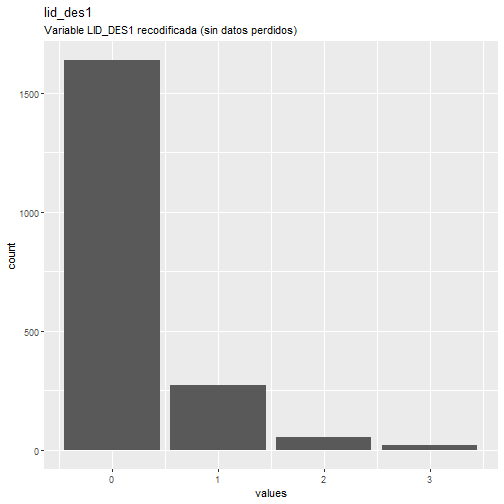 lid_des1
Variable LID_DES1 recodificada (sin datos perdidos)
1500
1000
500
0
count
0 1 2 3
values